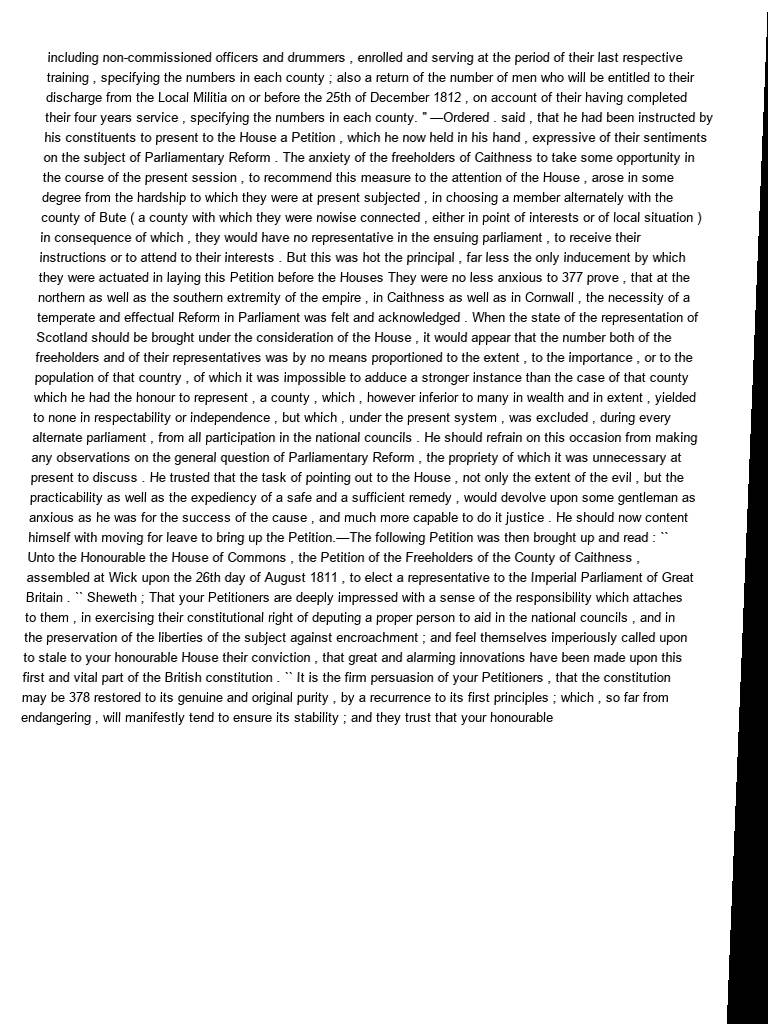 including non-commissioned officers and drummers , enrolled and serving at the period of their last respective
training , specifying the numbers in each county ; also a return of the number of men who will be entitled to their
discharge from the Local Militia on or before the 25th of December 1812 , on account of their having completed
their four years service , specifying the numbers in each county. " —Ordered . said , that he had been instructed by
his constituents to present to the House a Petition , which he now held in his hand , expressive of their sentiments
on the subject of Parliamentary Reform . The anxiety of the freeholders of Caithness to take some opportunity in
the course of the present session , to recommend this measure to the attention of the House , arose in some
degree from the hardship to which they were at present subjected , in choosing a member alternately with the
county of Bute ( a county with which they were nowise connected , either in point of interests or of local situation )
in consequence of which , they would have no representative in the ensuing parliament , to receive their
instructions or to attend to their interests . But this was hot the principal , far less the only inducement by which
they were actuated in laying this Petition before the Houses They were no less anxious to 377 prove , that at the
northern as well as the southern extremity of the empire , in Caithness as well as in Cornwall , the necessity of a
temperate and effectual Reform in Parliament was felt and acknowledged . When the state of the representation of
Scotland should be brought under the consideration of the House , it would appear that the number both of the
freeholders and of their representatives was by no means proportioned to the extent , to the importance , or to the
population of that country , of which it was impossible to adduce a stronger instance than the case of that county
which he had the honour to represent , a county , which , however inferior to many in wealth and in extent , yielded
to none in respectability or independence , but which , under the present system , was excluded , during every
alternate parliament , from all participation in the national councils . He should refrain on this occasion from making
any observations on the general question of Parliamentary Reform , the propriety of which it was unnecessary at
present to discuss . He trusted that the task of pointing out to the House , not only the extent of the evil , but the
practicability as well as the expediency of a safe and a sufficient remedy , would devolve upon some gentleman as
anxious as he was for the success of the cause , and much more capable to do it justice . He should now content
himself with moving for leave to bring up the Petition.—The following Petition was then brought up and read : ``
Unto the Honourable the House of Commons , the Petition of the Freeholders of the County of Caithness ,
assembled at Wick upon the 26th day of August 1811 , to elect a representative to the Imperial Parliament of Great
Britain . `` Sheweth ; That your Petitioners are deeply impressed with a sense of the responsibility which attaches
to them , in exercising their constitutional right of deputing a proper person to aid in the national councils , and in
the preservation of the liberties of the subject against encroachment ; and feel themselves imperiously called upon
to stale to your honourable House their conviction , that great and alarming innovations have been made upon this
first and vital part of the British constitution . `` It is the firm persuasion of your Petitioners , that the constitution
may be 378 restored to its genuine and original purity , by a recurrence to its first principles ; which , so far from
endangering , will manifestly tend to ensure its stability ; and they trust that your honourable